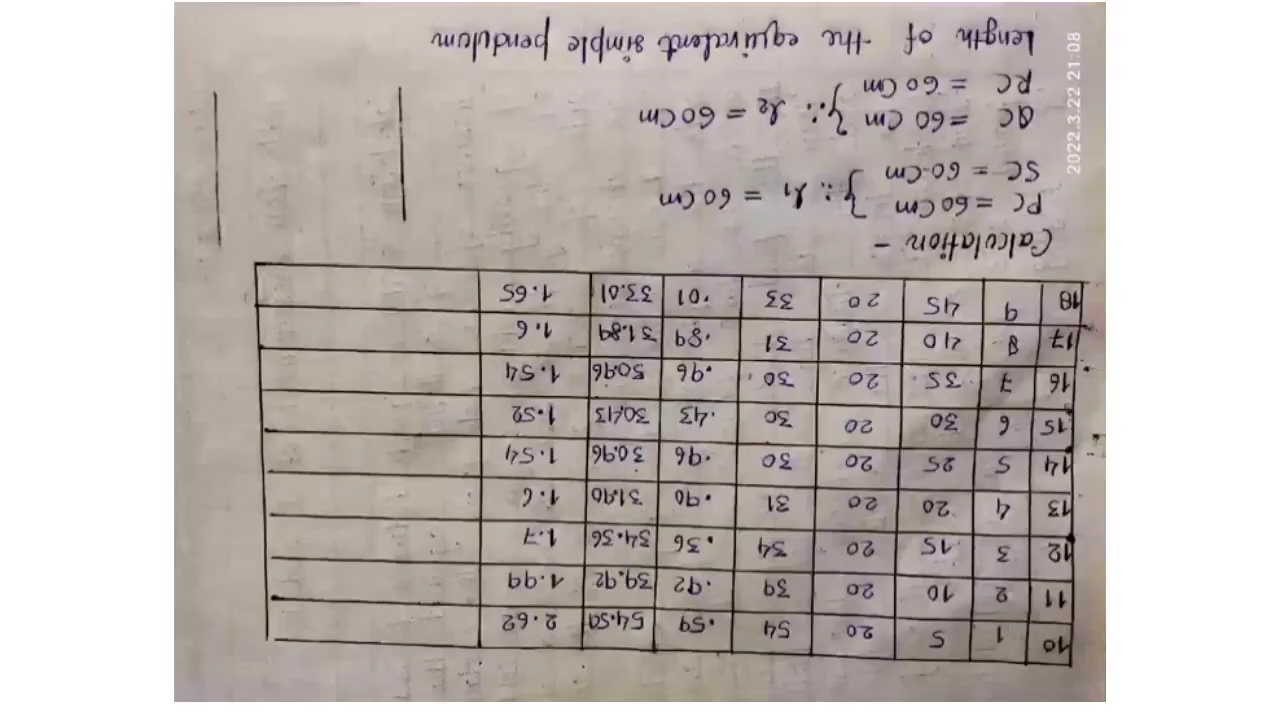 10 1 5 20 54 .59 54.59 2.62
11 2 10 20 39 .92 39.92 1.99
12 3 15 20 34 .36 34.36 1.7
13 4 20 20 31 .90 31.90 1.6
14 5 25 20 30 .96 30.96 1.54
15 6 30 20 30 .43 30.43 1.52
16 7 35 20 30 .96 30.96 1.54
17 8 40 20 31 .89 31.89 1.6
18 9 45 20 33 .01 33.01 1.65
Calculation -
PC = 60 Cm } ∴ l1 = 60 Cm
SC = 60 Cm
QC = 60 Cm } ∴ l2 = 60 Cm
RC = 60 Cm
Length of the equivalent simple pendulum
2022.3.22 21:08